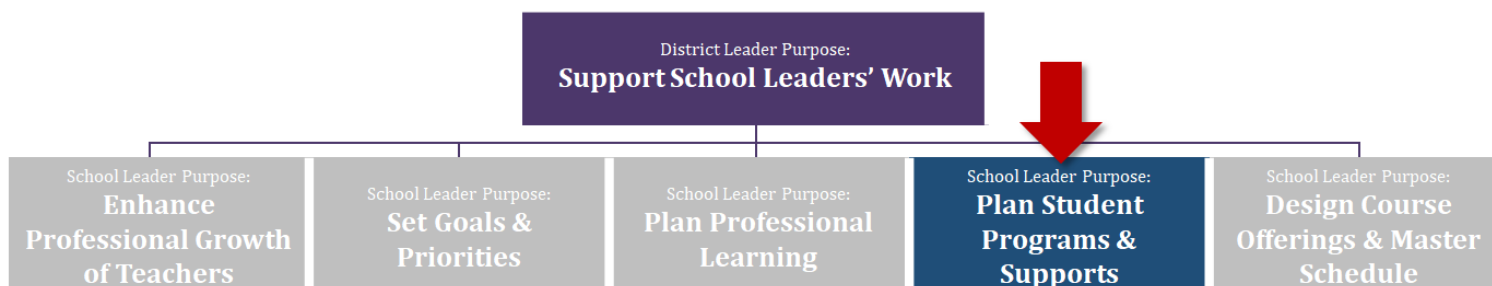 District Leader Purpose:
Support School Leaders’ Work
School Leader Purpose:
Enhance
Professional Growth
of Teachers
School Leader Purpose:
Set Goals &
Priorities
School Leader Purpose:
Plan Professional
Learning
School Leader Purpose:
Plan Student
Programs &
Supports
School Leader Purpose:
Design Course
Offerings & Master
Schedule